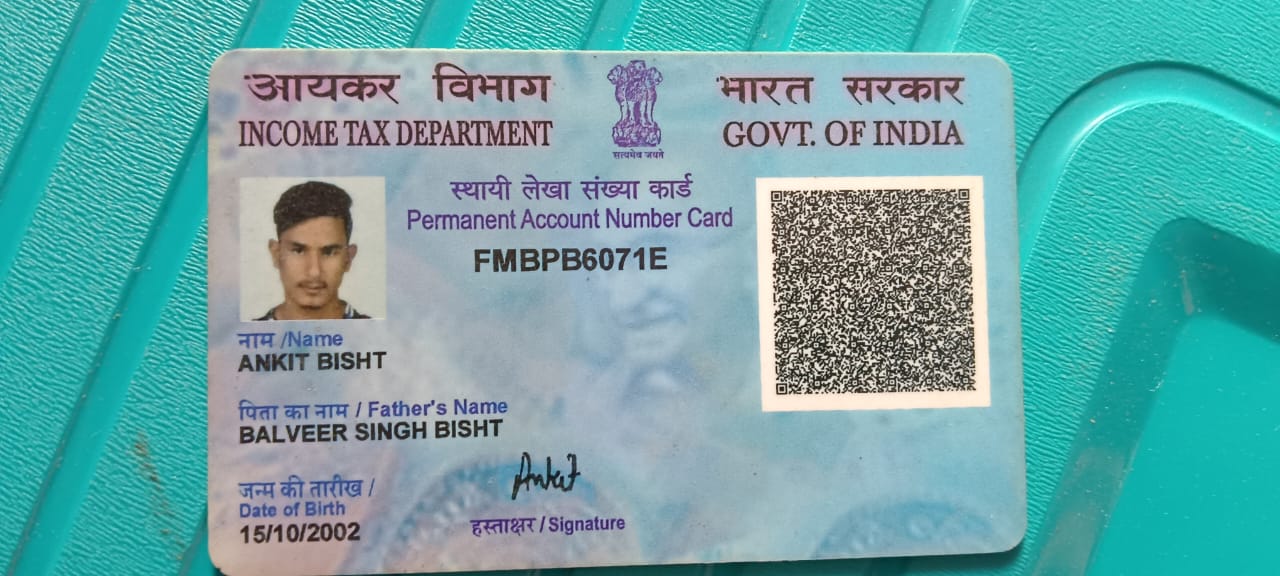 आयकर विभाग
INCOME TAX DEPARTMENT
सत्यमेव जयते
भारत सरकार
GOVT. OF INDIA
स्थायी लेखा संख्या कार्ड
Permanent Account Number Card
FMBPB6071E
नाम /Name
ANKIT BISHT
पिता का नाम / Father's Name
BALVEER SINGH BISHT
जन्म की तारीख /
Date of Birth
15/10/2002
Ankit
हस्ताक्षर / Signature